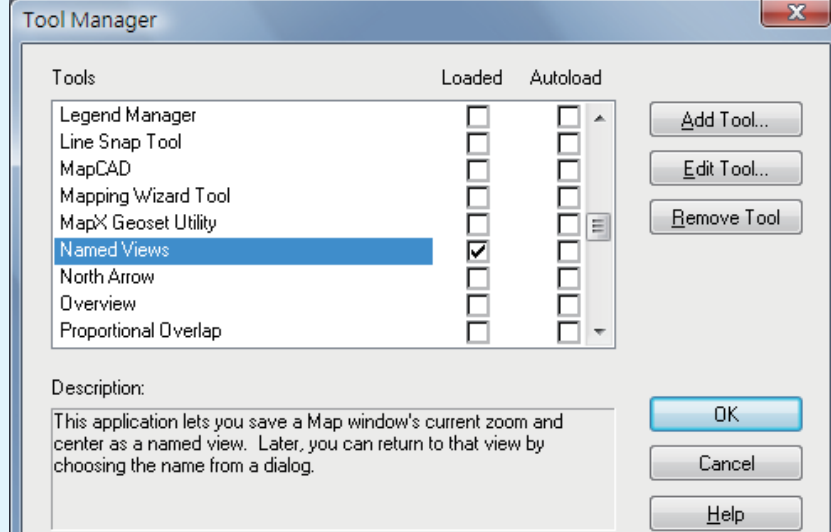 Tool Manager
Tools Loaded Autoload
Legend Manager
Line Snap Tool
MapCAD
Mapping Wizard Tool
MapX Geoset Utility
Named Views
North Arrow
Overview
Proportional Overlap
Add Tool...
Edit Tool...
Remove Tool
Description:
This application lets you save a Map window's current zoom and
center as a named view. Later, you can return to that view by
choosing the name from a dialog.
OK
Cancel
Help